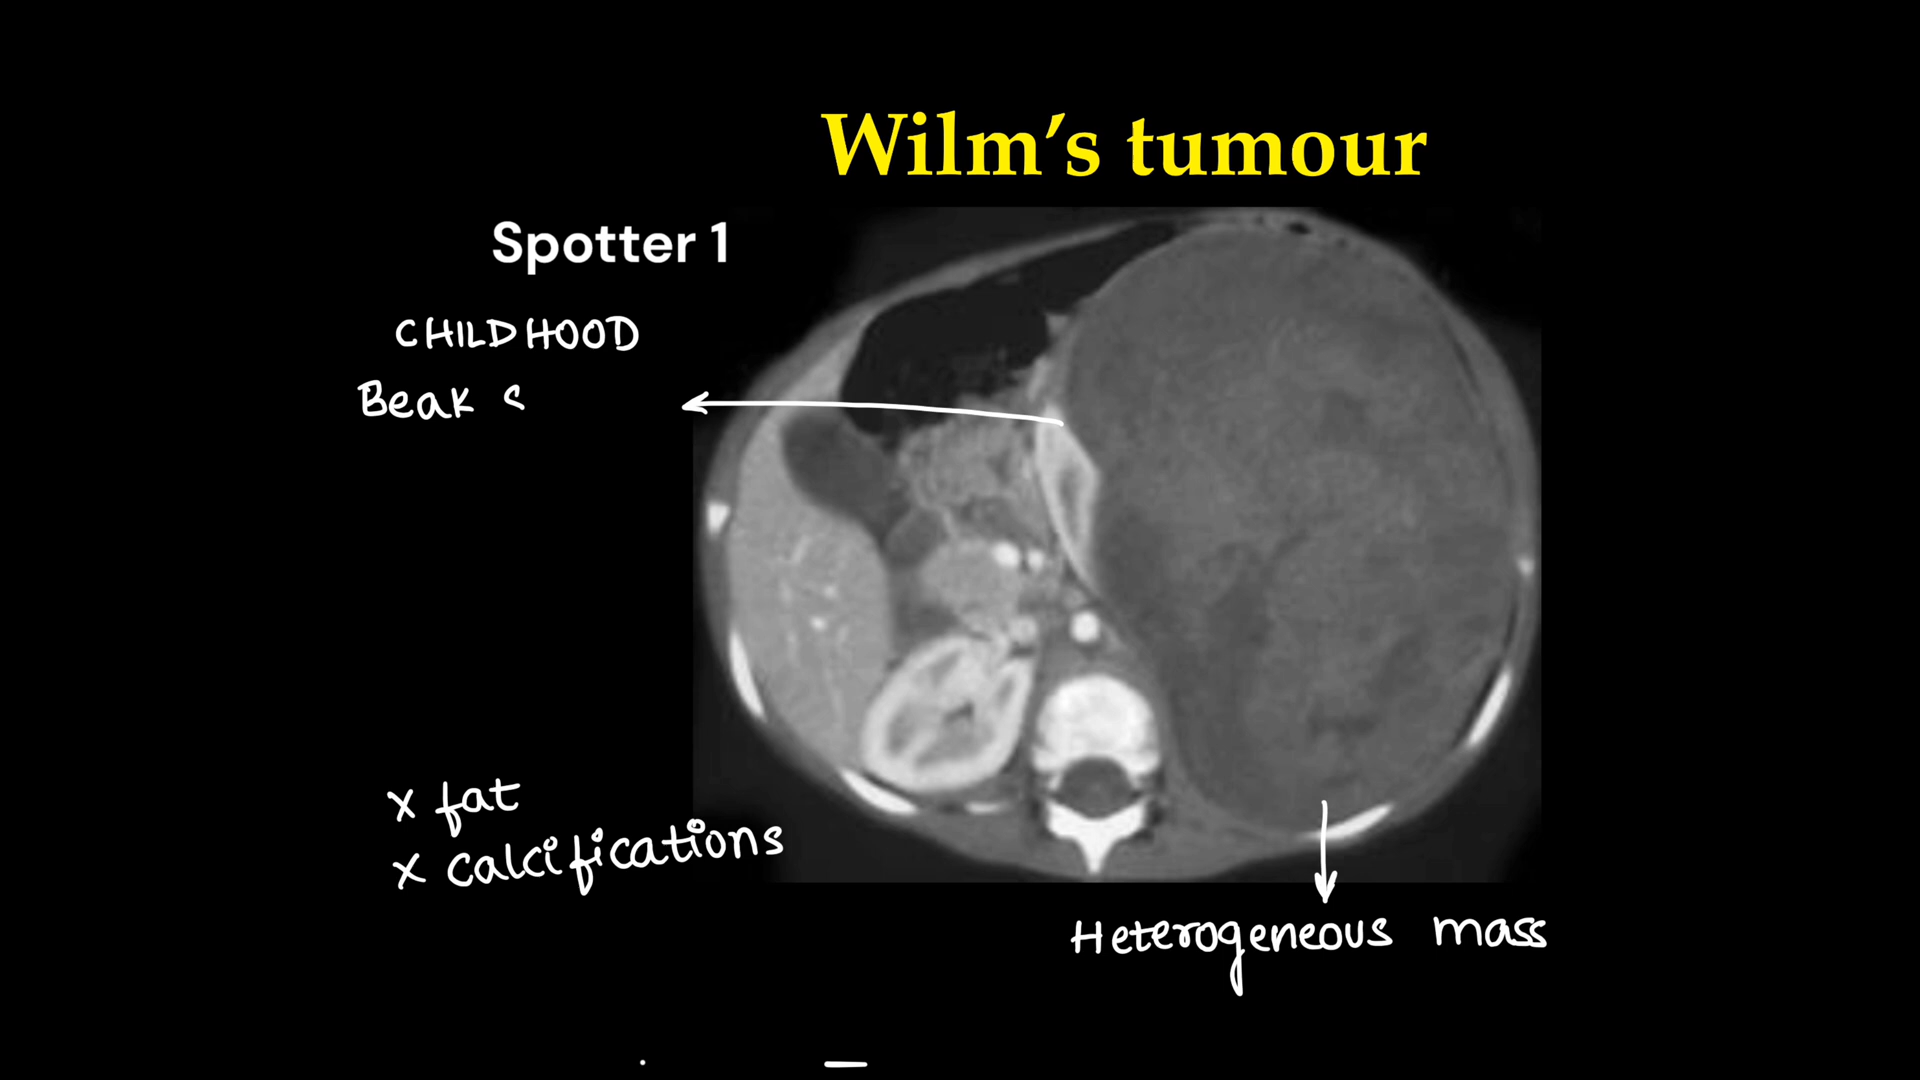 Wilm's tumour
Spotter 1
CHILDHOOD
Beak S
x fat
x calcifications
Heterogeneous mass